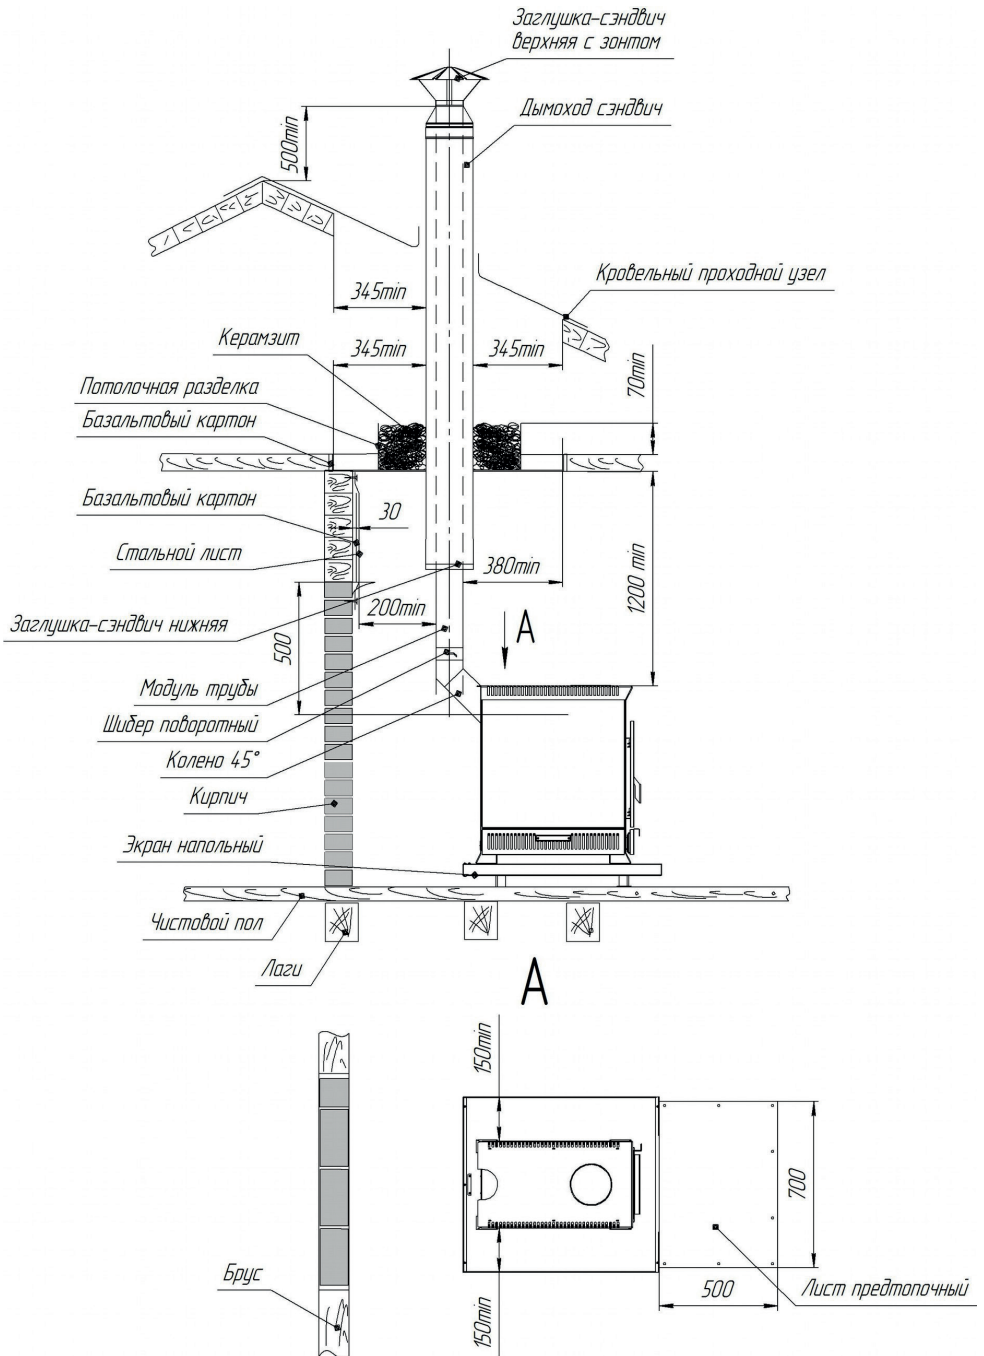 Заглушка-сэндвич
верхняя с зонтом
Дымоход сэндвич
500min
Кровельный проходной узел
345min
Керамзит
345min
345min
70min
Потолочная разделка
Базальтовый картон
Базальтовый картон
30
Стальной лист
380min
1200 min
200min
Заглушка-сэндвич нижняя
А
500
Модуль трубы
Шибер поворотный
Колено 45°
Кирпич
Экран напольный
Чистовой пол
Лаги
А
150min
700
Брус
500
Лист предтопочный
150min